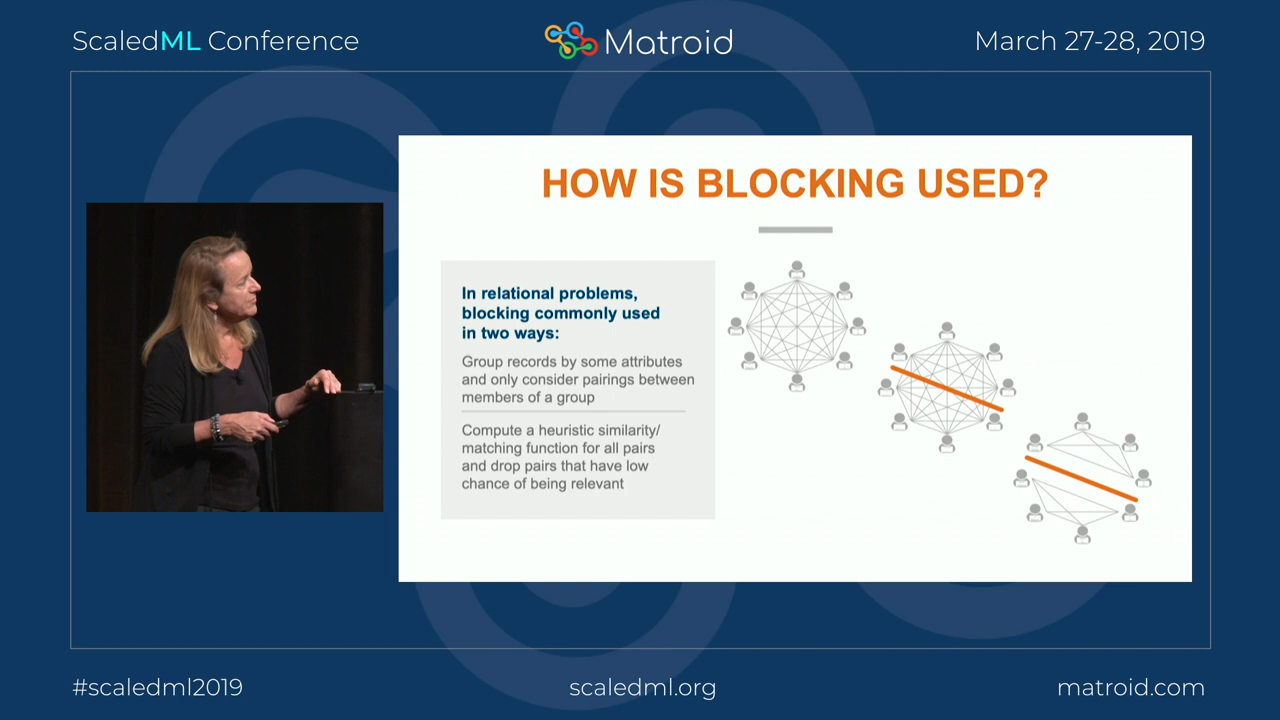 ScaledML Conference
Matroid
March 27-28, 2019
HOW IS BLOCKING USED?
In relational problems,
blocking commonly used
in two ways:
Group records by some attributes
and only consider pairings between
members of a group
Compute a heuristic similarity/
matching function for all pairs
and drop pairs that have low
chance of being relevant
#scaledml2019
scaledml.org
matroid.com